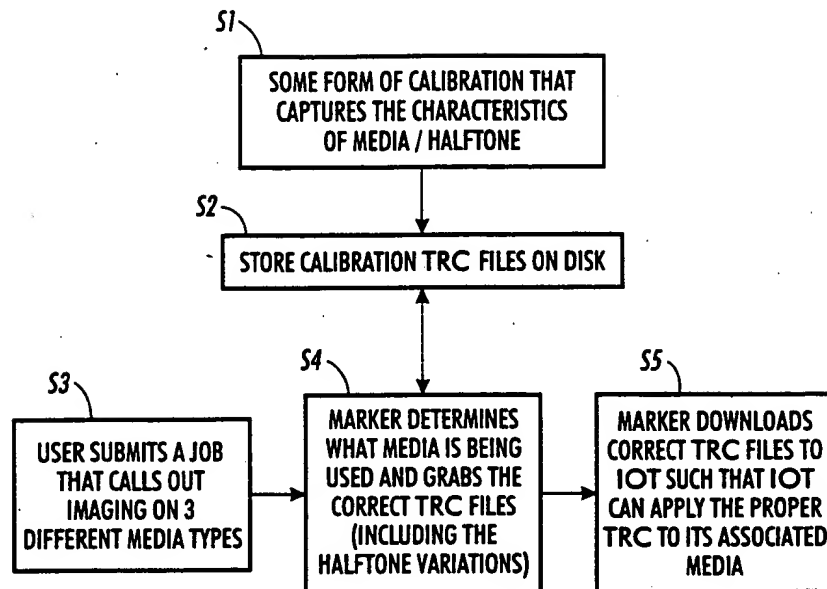 S1
SOME FORM OF CALIBRATION THAT
CAPTURES THE CHARACTERISTICS
OF MEDIA / HALFTONE
S2
STORE CALIBRATION TRC FILES ON DISK
S3
USER SUBMITS A JOB
THAT CALLS OUT
IMAGING ON 3
DIFFERENT MEDIA TYPES
S4
MARKER DETERMINES
WHAT MEDIA IS BEING
USED AND GRABS THE
CORRECT TRC FILES
(INCLUDING THE
HALFTONE VARIATIONS)
S5
MARKER DOWNLOADS
CORRECT TRC FILES TO
IOT SUCH THAT IOT
CAN APPLY THE PROPER
TRC TO ITS ASSOCIATED
MEDIA